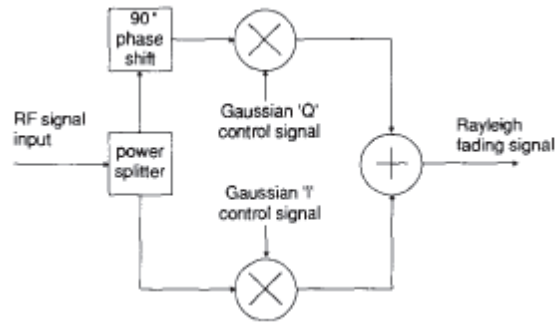 90°
phase
shift
RF signal
input
power
splitter
Gaussian 'Q'
control signal
Gaussian 'I'
control signal
Rayleigh
fading signal